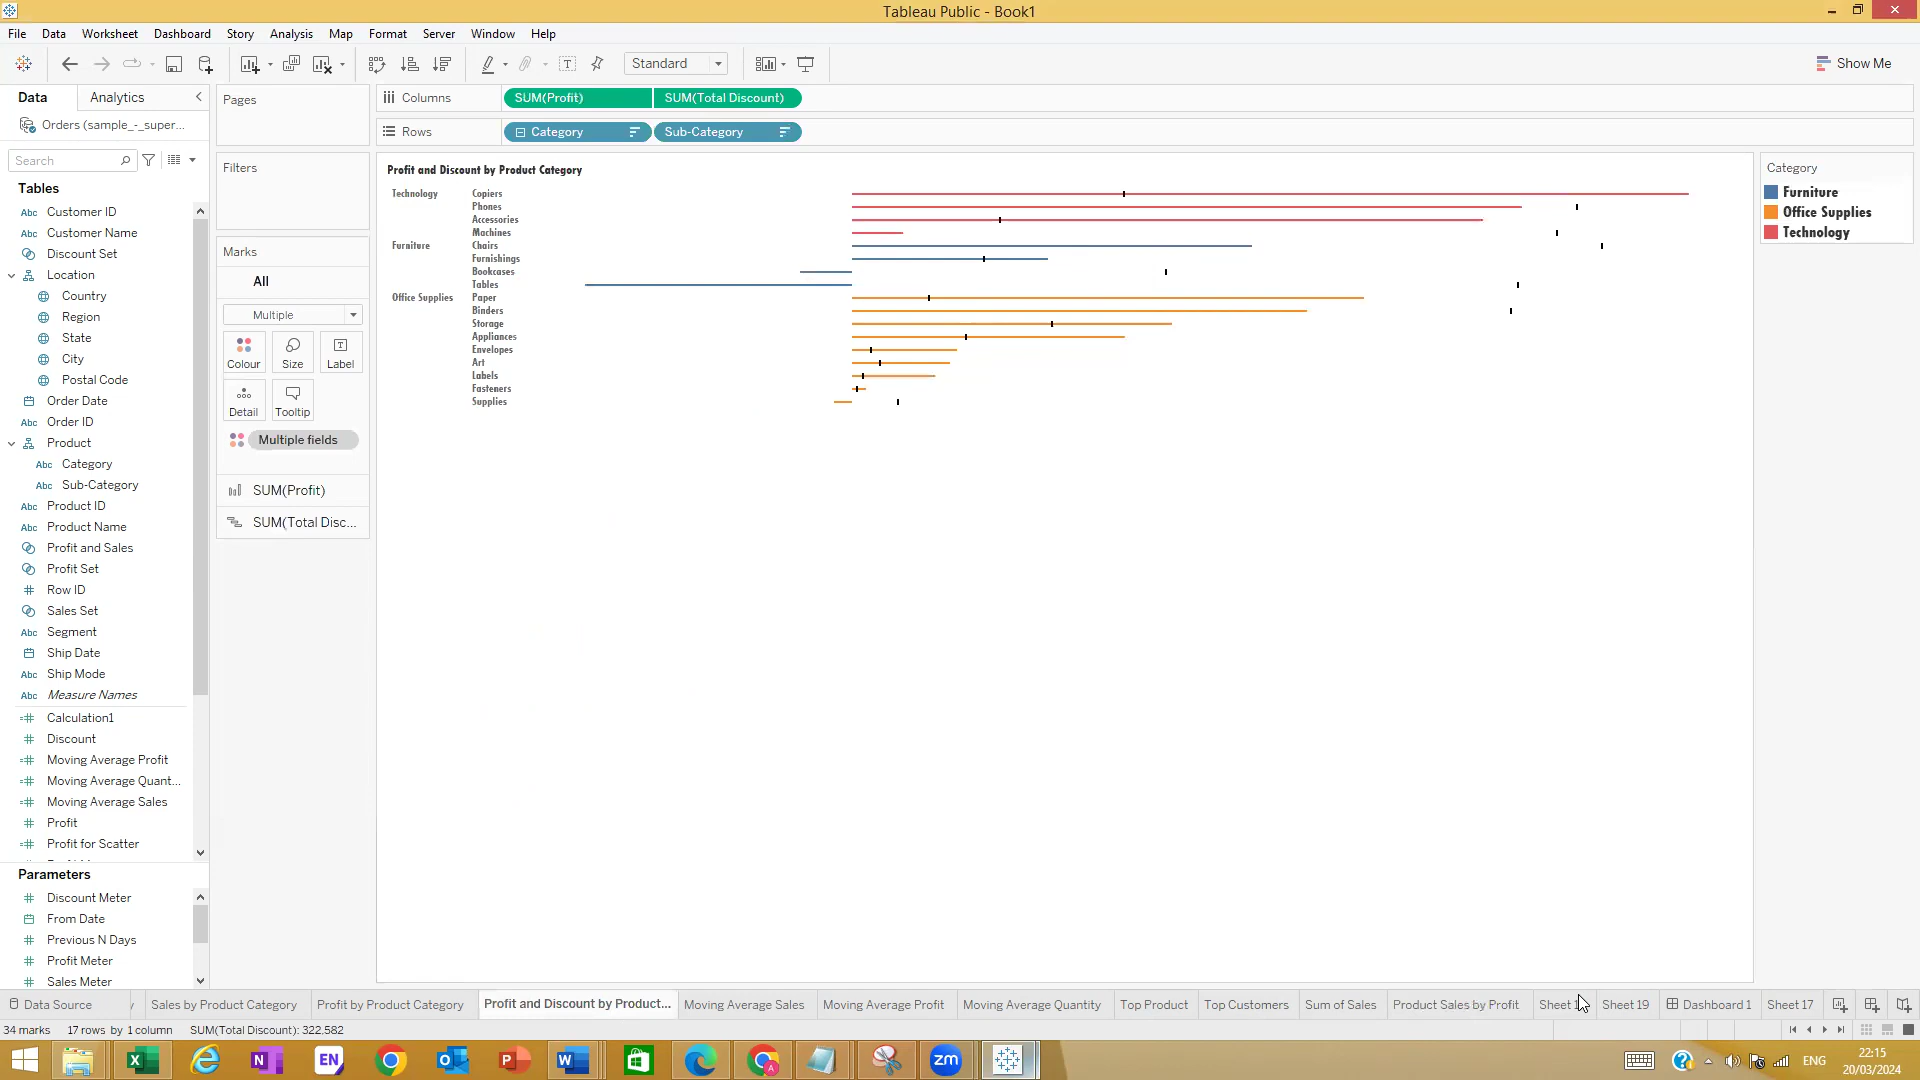 Tableau Public - Book1
File Data Worksheet Dashboard Story Analysis Map Format Server Window Help
Standard
Show Me
Data Analytics
Orders (sample_-_super...
Search
Tables
Customer ID
Customer Name
Discount Set
Location
Country
Region
State
City
Postal Code
Order Date
Order ID
Product
Category
Sub-Category
Product ID
Product Name
Profit and Sales
Profit Set
Row ID
Sales Set
Segment
Ship Date
Ship Mode
Measure Names
Calculation1
Discount
Moving Average Profit
Moving Average Quant...
Moving Average Sales
Profit
Profit for Scatter
Parameters
Discount Meter
From Date
Previous N Days
Profit Meter
Sales Meter
Pages
Filters
Marks
All
Multiple
Colour Size Label
Detail Tooltip
Multiple fields
SUM(Profit)
SUM(Total Disc...
Columns SUM(Profit) SUM(Total Discount)
Rows Category Sub-Category
Profit and Discount by Product Category
Technology Copiers
Phones
Accessories
Machines
Furniture Chairs
Furnishings
Bookcases
Tables
Office Supplies Paper
Binders
Storage
Appliances
Envelopes
Art
Labels
Fasteners
Supplies
Category
Furniture
Office Supplies
Technology
Data Source Sales by Product Category Profit by Product Category Profit and Discount by Product... Moving Average Sales Moving Average Profit Moving Average Quantity Top Product Top Customers Sum of Sales Product Sales by Profit Sheet Sheet 19 Dashboard 1 Sheet 17
34 marks 17 rows by 1 column SUM(Total Discount): 322,582
ENG
22:15
20/03/2024